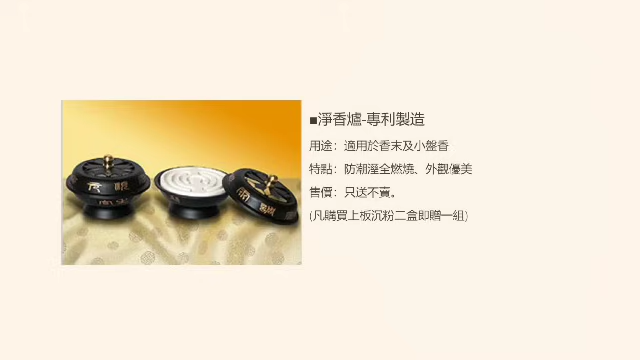 ■淨香爐-專利製造
用途：適用於香末及小盤香
特點：防潮溼全燃燒、外觀優美
售價：只送不賣。
(凡購買上板沉粉二盒即贈一組)